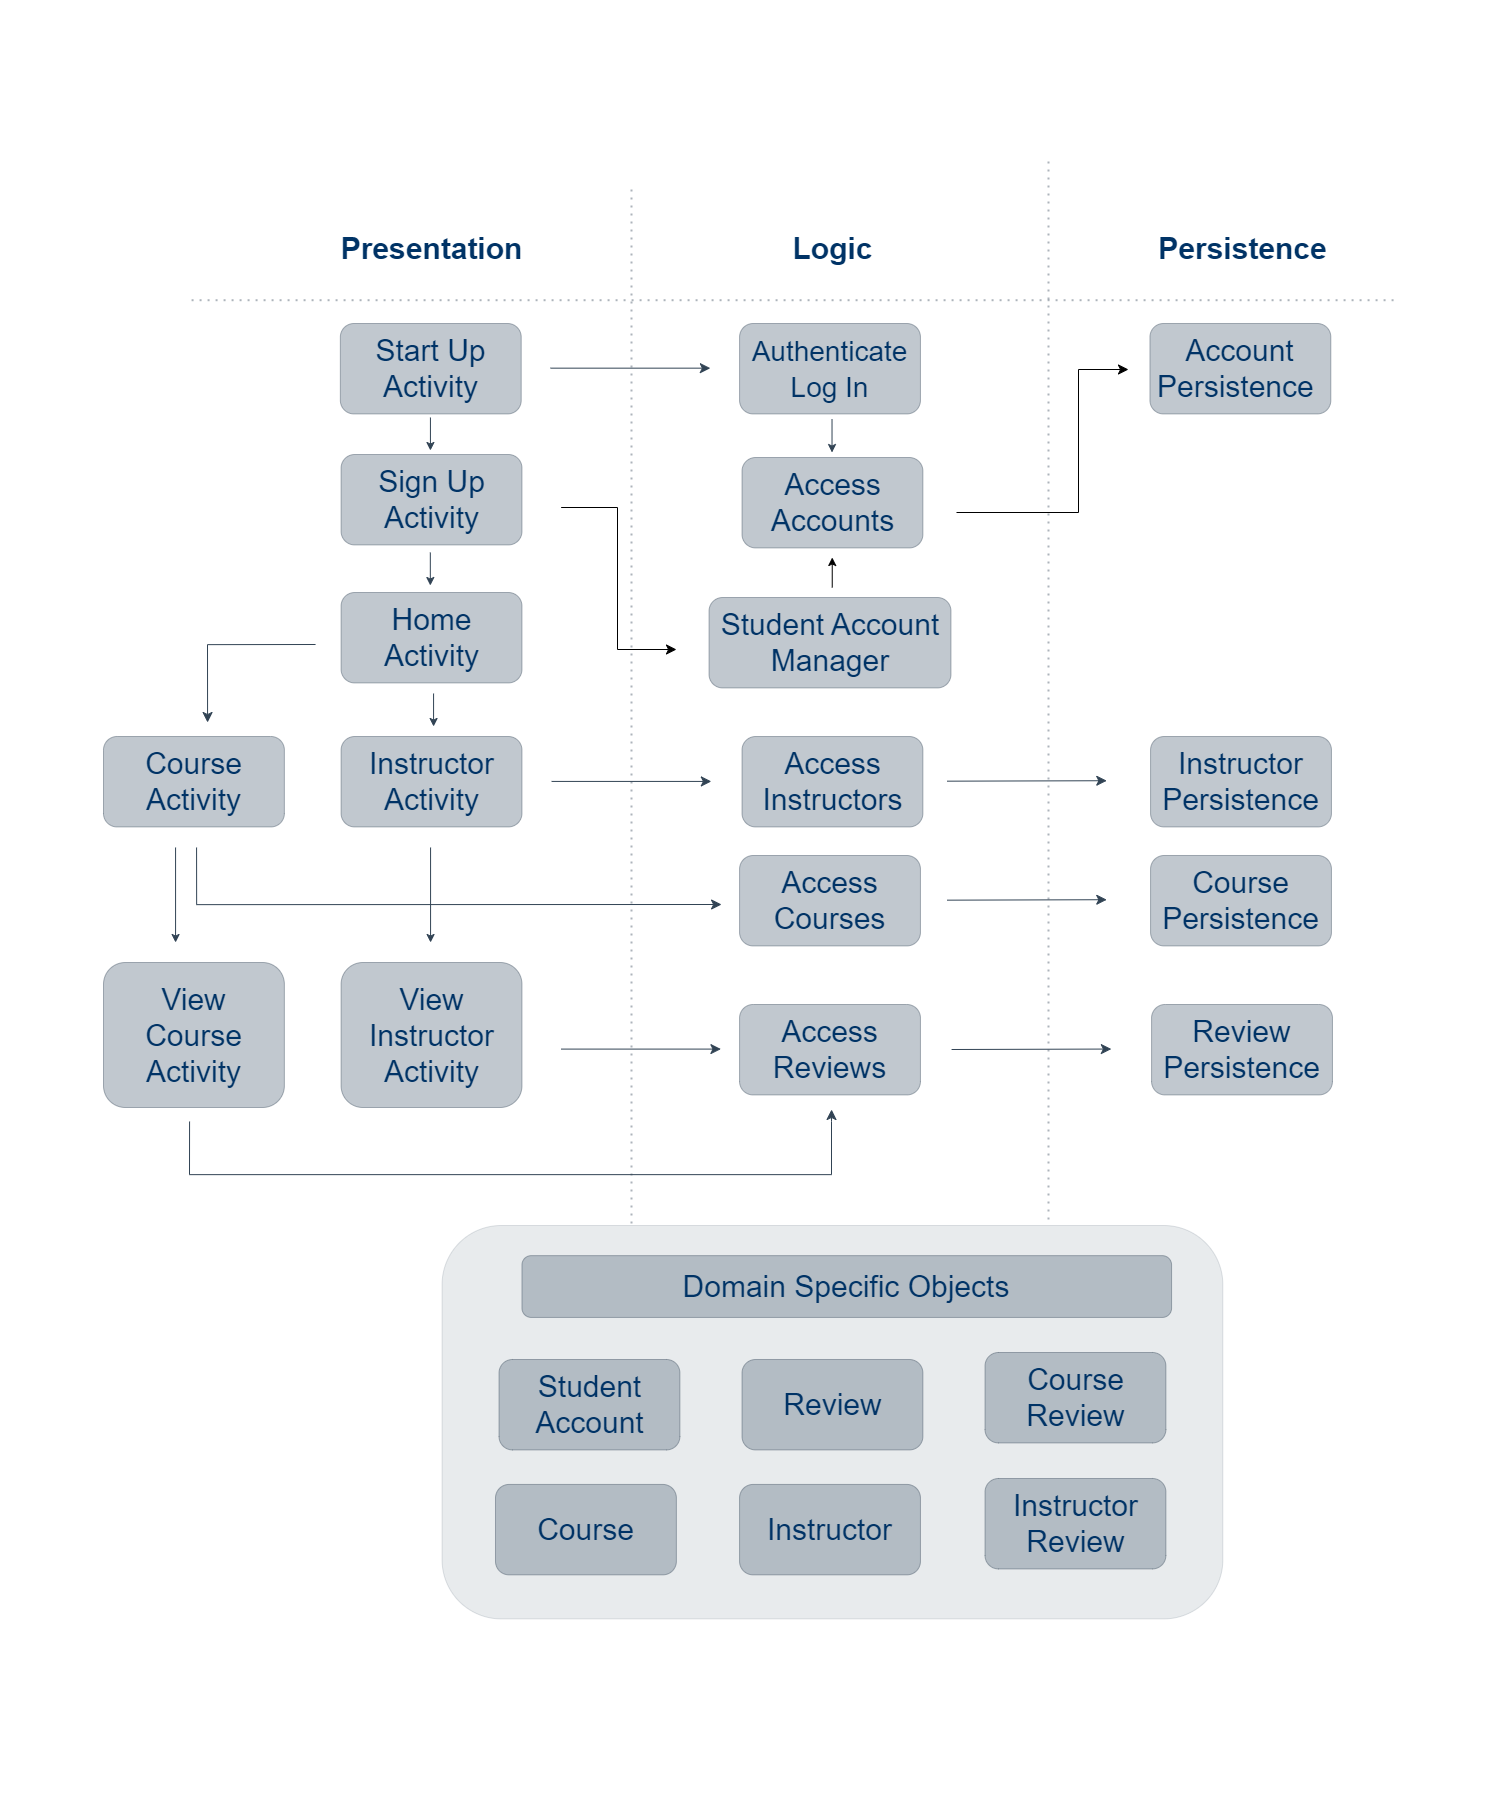 Presentation
Logic
Persistence
Start Up
Activity
Authenticate
Log In
Account
Persistence
Sign Up
Activity
Access
Accounts
Home
Activity
Student Account
Manager
Course
Activity
Instructor
Activity
Access
Instructors
Instructor
Persistence
Access
Courses
Course
Persistence
View
Course
Activity
View
Instructor
Activity
Access
Reviews
Review
Persistence
Domain Specific Objects
Student
Account
Review
Course
Review
Course
Instructor
Instructor
Review